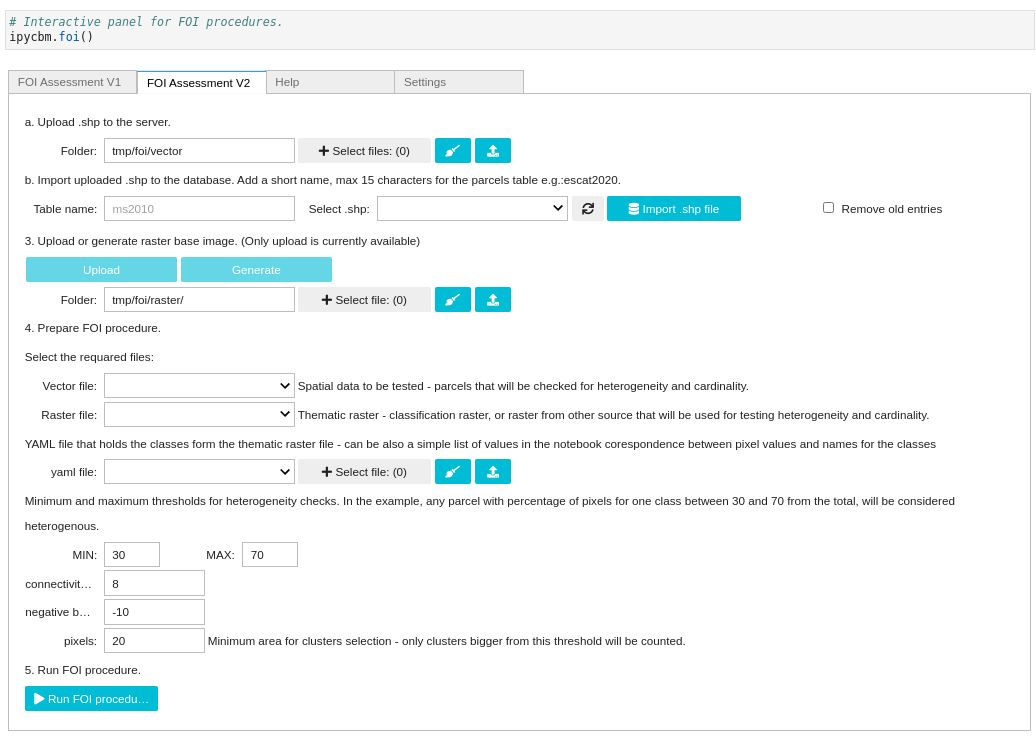 # Interactive panel for FOI procedures.
ipycbm.foi()
FOI Assessment V1 FOI Assessment V2 Help Settings
a. Upload .shp to the server.
Folder: tmp/foi/vector Select files: (0)
b. Import uploaded .shp to the database. Add a short name, max 15 characters for the parcels table e.g.:escat2020.
Table name: ms2010 Select .shp: Import .shp file Remove old entries
3. Upload or generate raster base image. (Only upload is currently available)
Upload Generate
Folder: tmp/foi/raster/ Select file: (0)
4. Prepare FOI procedure.
Select the requared files:
Vector file: Spatial data to be tested - parcels that will be checked for heterogeneity and cardinality.
Raster file: Thematic raster - classification raster, or raster from other source that will be used for testing heterogeneity and cardinality.
YAML file that holds the classes form the thematic raster file - can be also a simple list of values in the notebook corespondence between pixel values and names for the classes
yaml file: Select file: (0)
Minimum and maximum thresholds for heterogeneity checks. In the example, any parcel with percentage of pixels for one class between 30 and 70 from the total, will be considered
heterogenous.
MIN: 30 MAX: 70
connectivit… 8
negative b… -10
pixels: 20 Minimum area for clusters selection - only clusters bigger from this threshold will be counted.
5. Run FOI procedure.
Run FOI procedu…